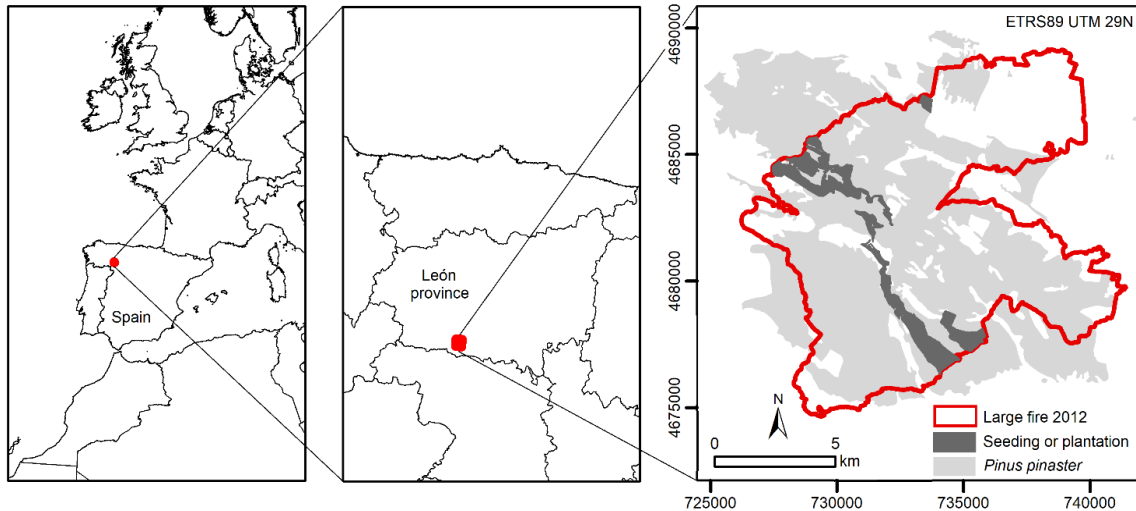 Spain
León
province
ETRS89 UTM 29N
4690000
4685000
4680000
4675000
N
0 5
km
Large fire 2012
Seeding or plantation
Pinus pinaster
725000 730000 735000 740000